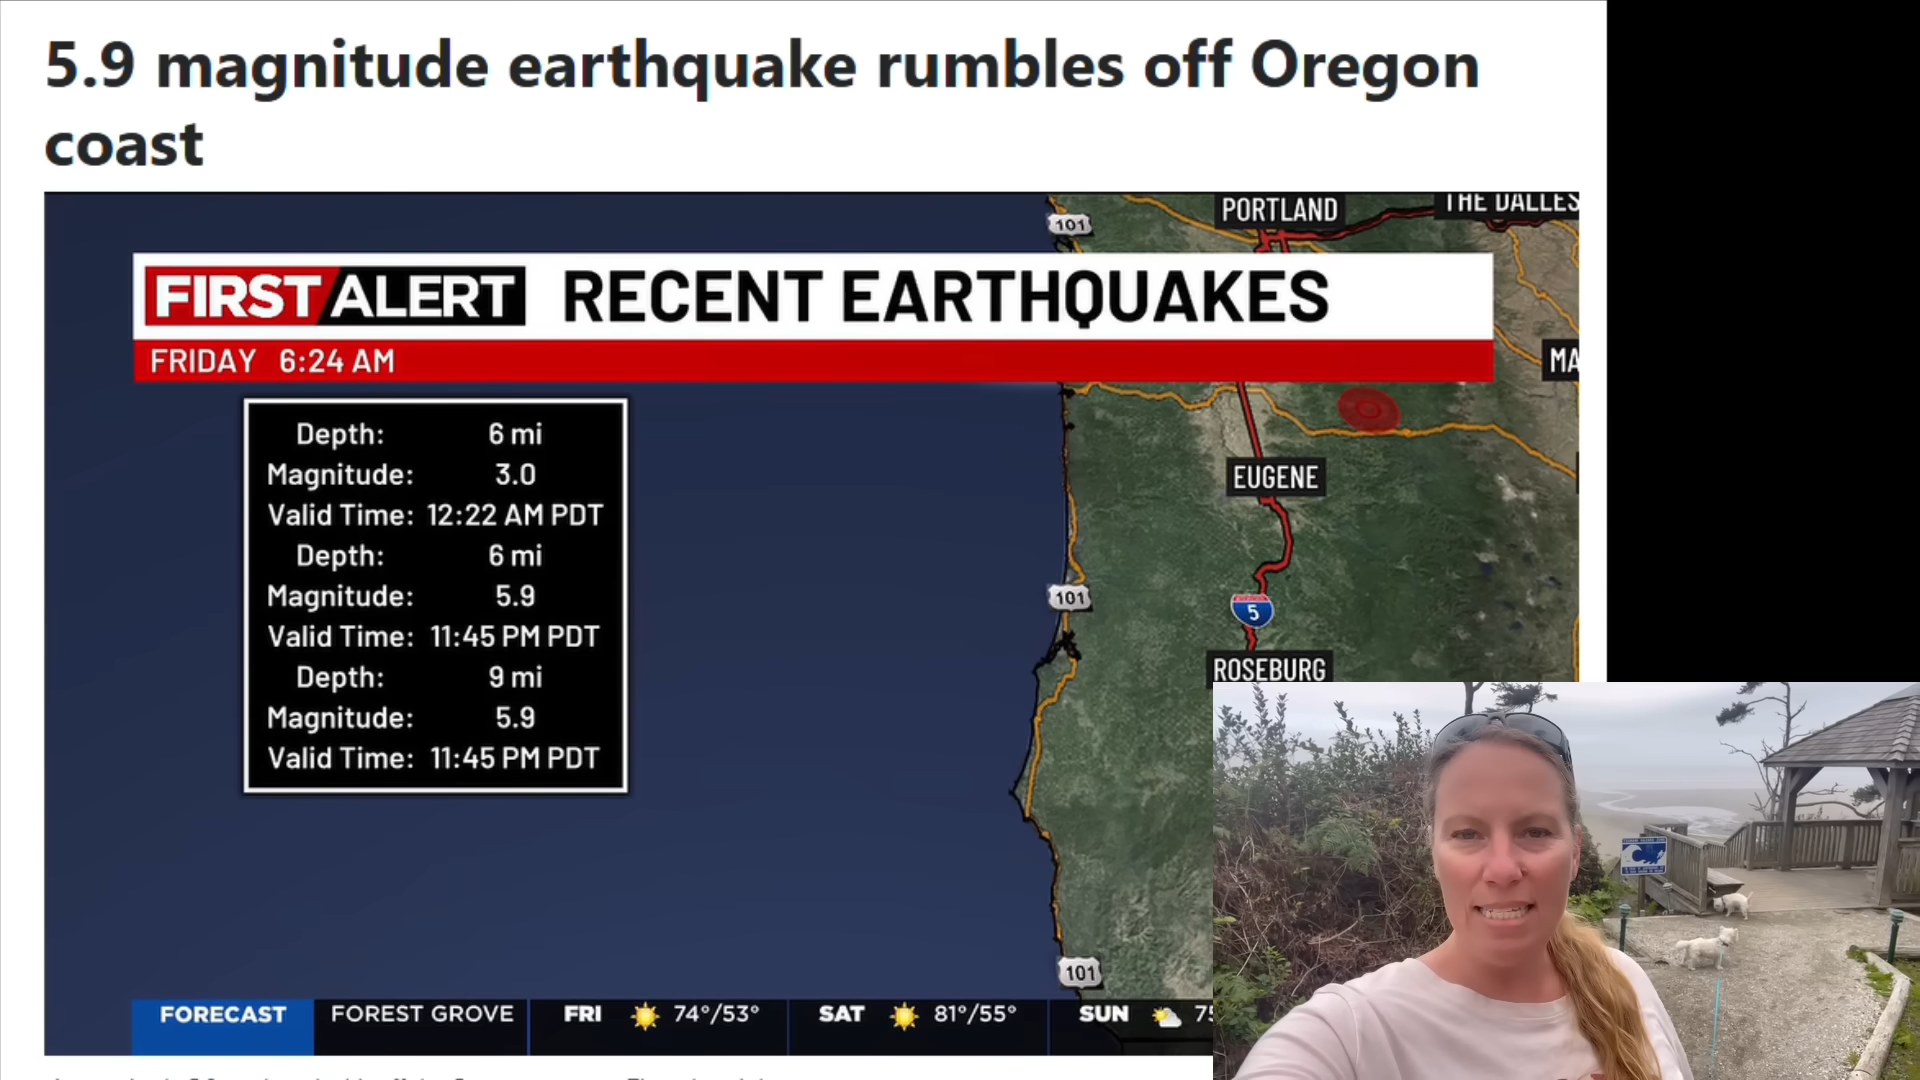 5.9 magnitude earthquake rumbles off Oregon
coast
101
PORTLAND
THE DALLES
FIRST ALERT RECENT EARTHQUAKES
FRIDAY 6:24 AM
MA
Depth: 6 mi
Magnitude: 3.0
Valid Time: 12:22 AM PDT
Depth: 6 mi
Magnitude: 5.9
Valid Time: 11:45 PM PDT
Depth: 9 mi
Magnitude: 5.9
Valid Time: 11:45 PM PDT
EUGENE
101
5
ROSEBURG
101
FORECAST FOREST GROVE FRI 74°/53° SAT 81°/55° SUN